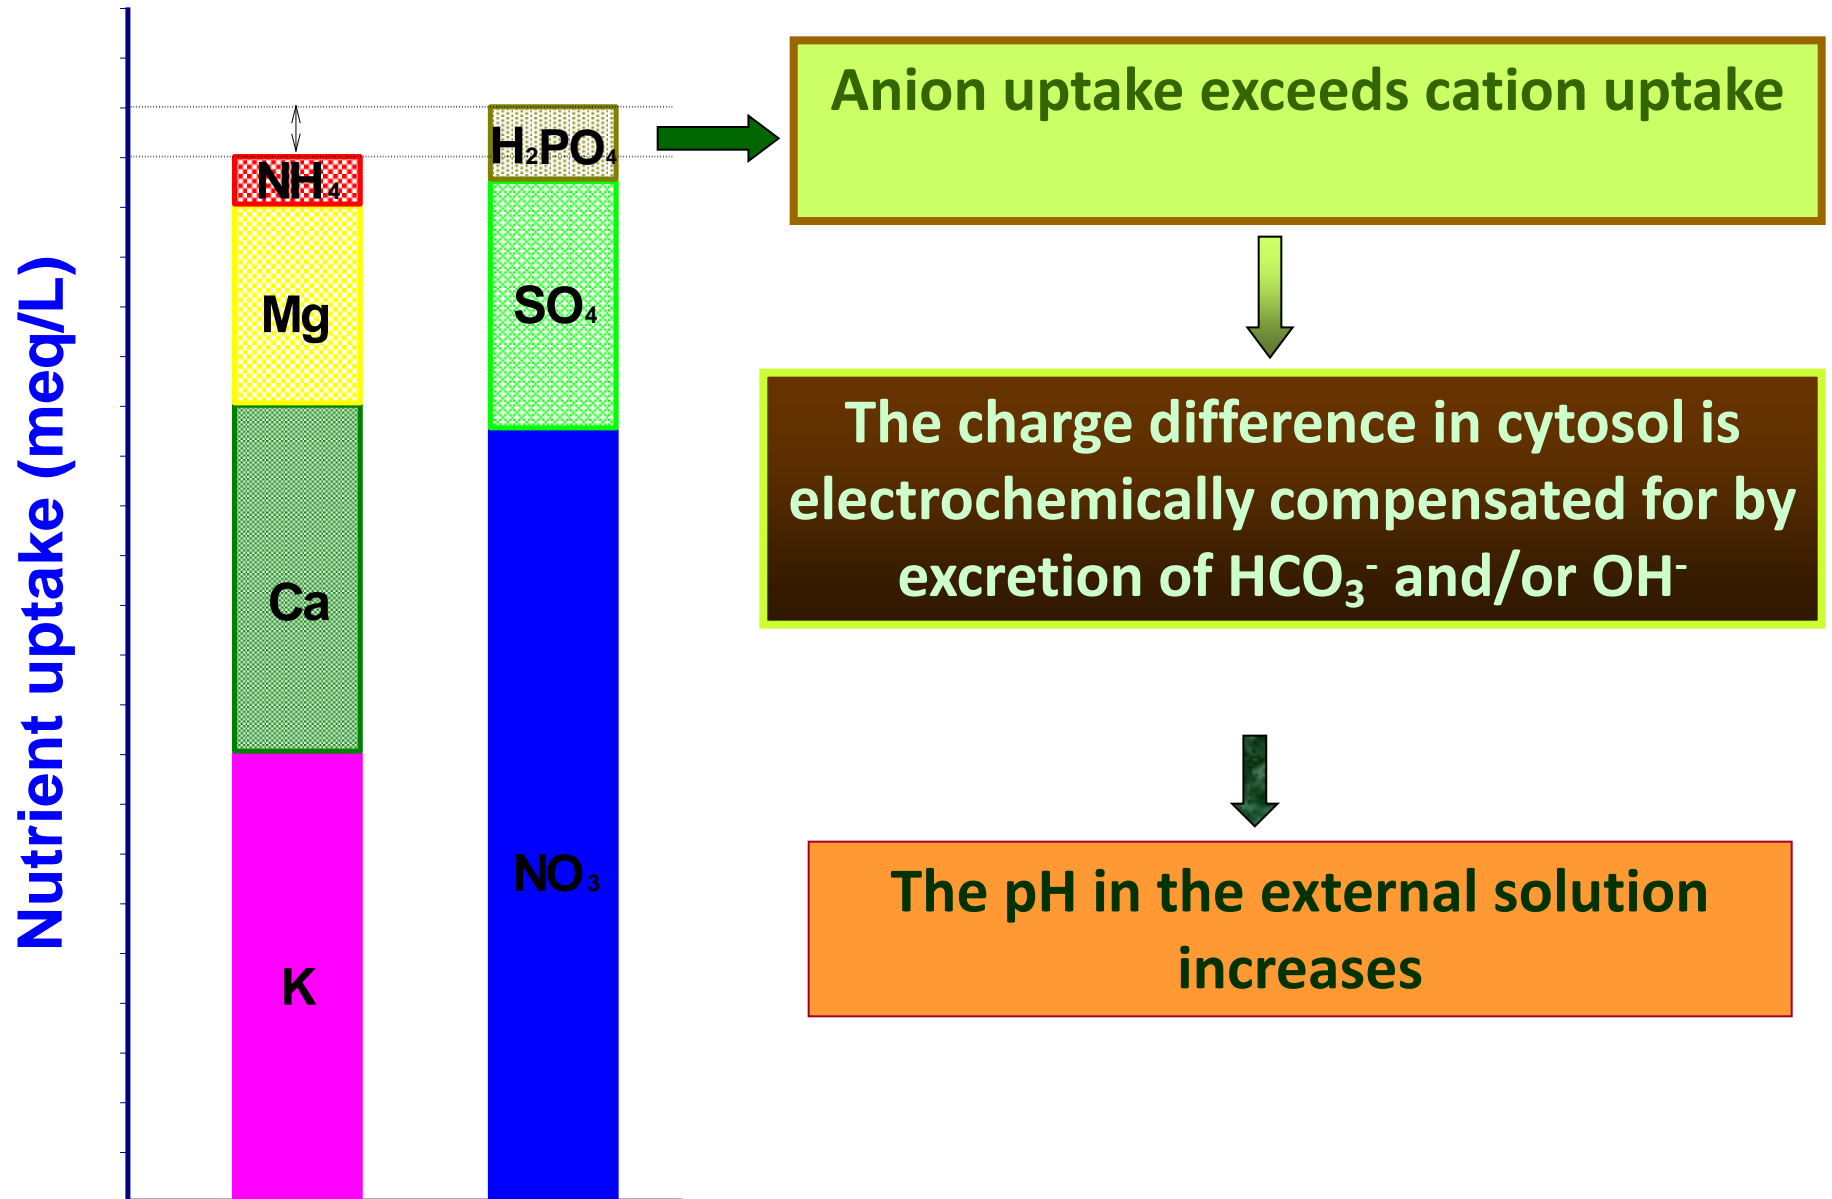 Nutrient uptake (meq/L)
NH₄
Mg
Ca
K
H₂PO₄
SO₄
NO₃
Anion uptake exceeds cation uptake
The charge difference in cytosol is
electrochemically compensated for by
excretion of HCO₃⁻ and/or OH⁻
The pH in the external solution
increases